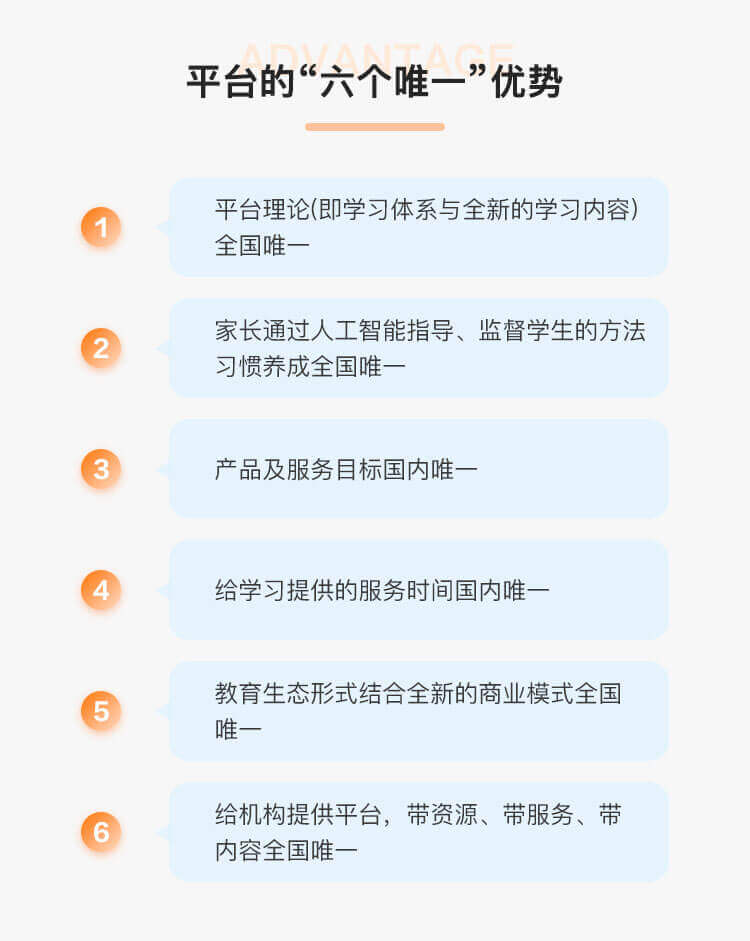 ADVANTAGE
平台的“六个唯一”优势
1
平台理论(即学习体系与全新的学习内容)
全国唯一
2
家长通过人工智能指导、监督学生的方法
习惯养成全国唯一
3
产品及服务目标国内唯一
4
给学习提供的服务时间国内唯一
5
教育生态形式结合全新的商业模式全国
唯一
6
给机构提供平台，带资源、带服务、带
内容全国唯一